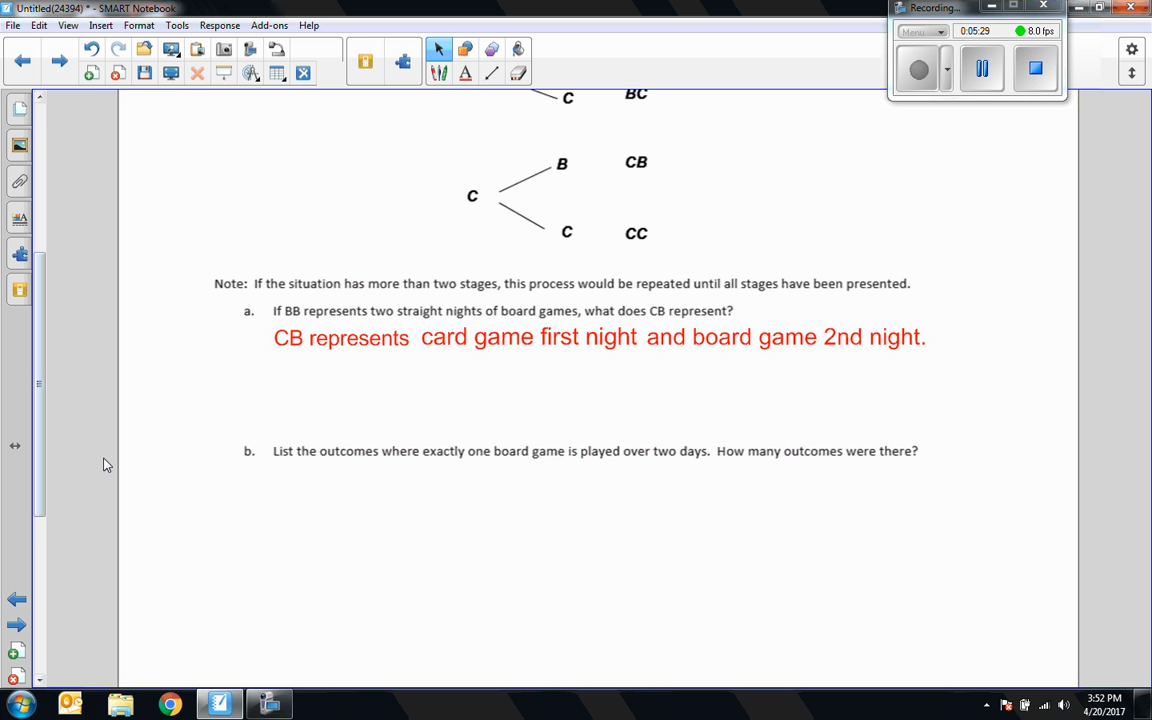 Untitled(24394) * - SMART Notebook
File Edit View Insert Format Tools Response Add-ons Help
Recording...
Menu 0:05:29 8.0 fps
C BC
B CB
C
C CC
Note: If the situation has more than two stages, this process would be repeated until all stages have been presented.
a. If BB represents two straight nights of board games, what does CB represent?
CB represents card game first night and board game 2nd night.
b. List the outcomes where exactly one board game is played over two days. How many outcomes were there?
3:52 PM
4/20/2017